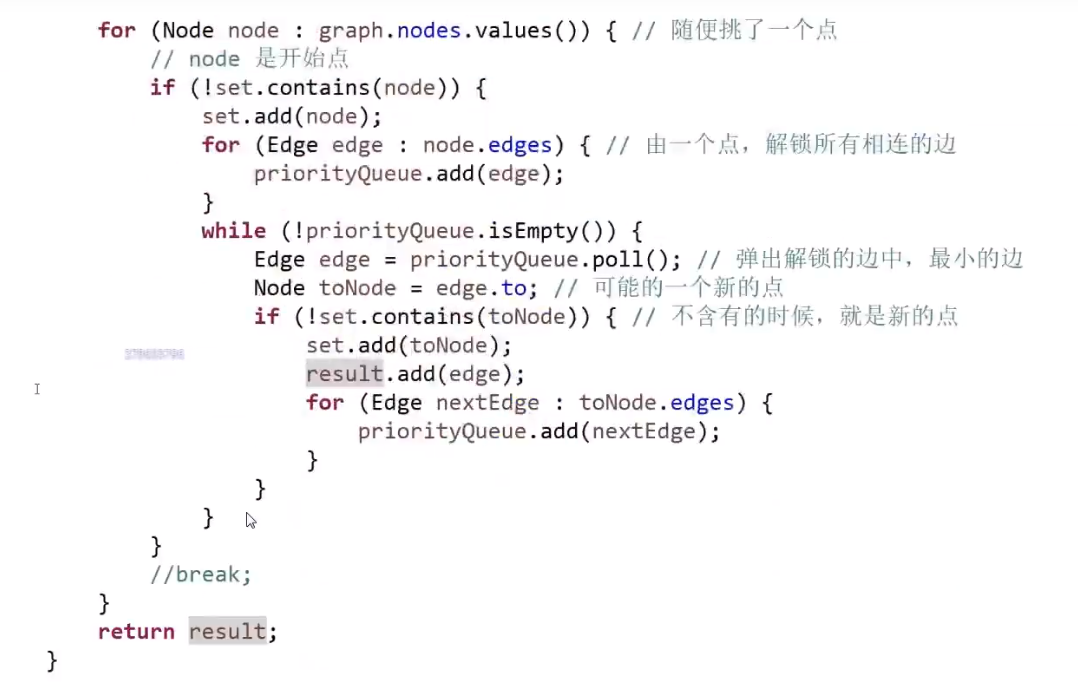 for (Node node : graph.nodes.values()) { // 随便挑了一个点
// node 是开始点
if (!set.contains(node)) {
set.add(node);
for (Edge edge : node.edges) { // 由一个点，解锁所有相连的边
priorityQueue.add(edge);
}
while (!priorityQueue.isEmpty()) {
Edge edge = priorityQueue.poll(); // 弹出解锁的边中，最小的边
Node toNode = edge.to; // 可能的一个新的点
if (!set.contains(toNode)) { // 不含有的时候，就是新的点
set.add(toNode);
result.add(edge);
for (Edge nextEdge : toNode.edges) {
priorityQueue.add(nextEdge);
}
}
}
}
//break;
}
return result;
}